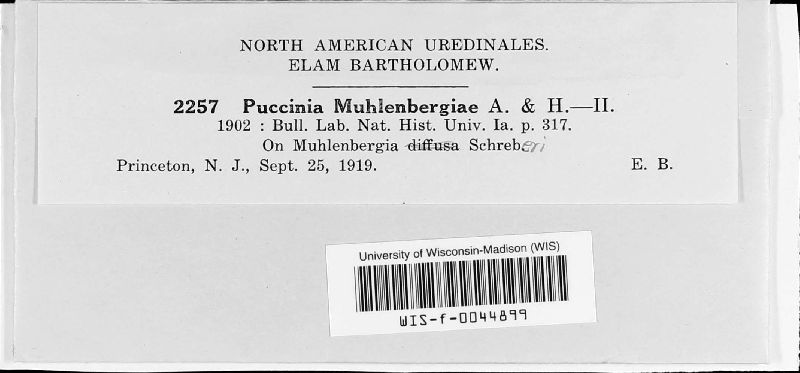 NORTH AMERICAN UREDINALES.
ELAM BARTHOLOMEW.
2257 Puccinia Muhlenbergiae A. & H.—II.
1902 : Bull. Lab. Nat. Hist. Univ. Ia. p. 317.
On Muhlenbergia diffusa Schreberi
Princeton, N. J., Sept. 25, 1919. E. B.
University of Wisconsin-Madison (WIS)
WIS-f-0044899